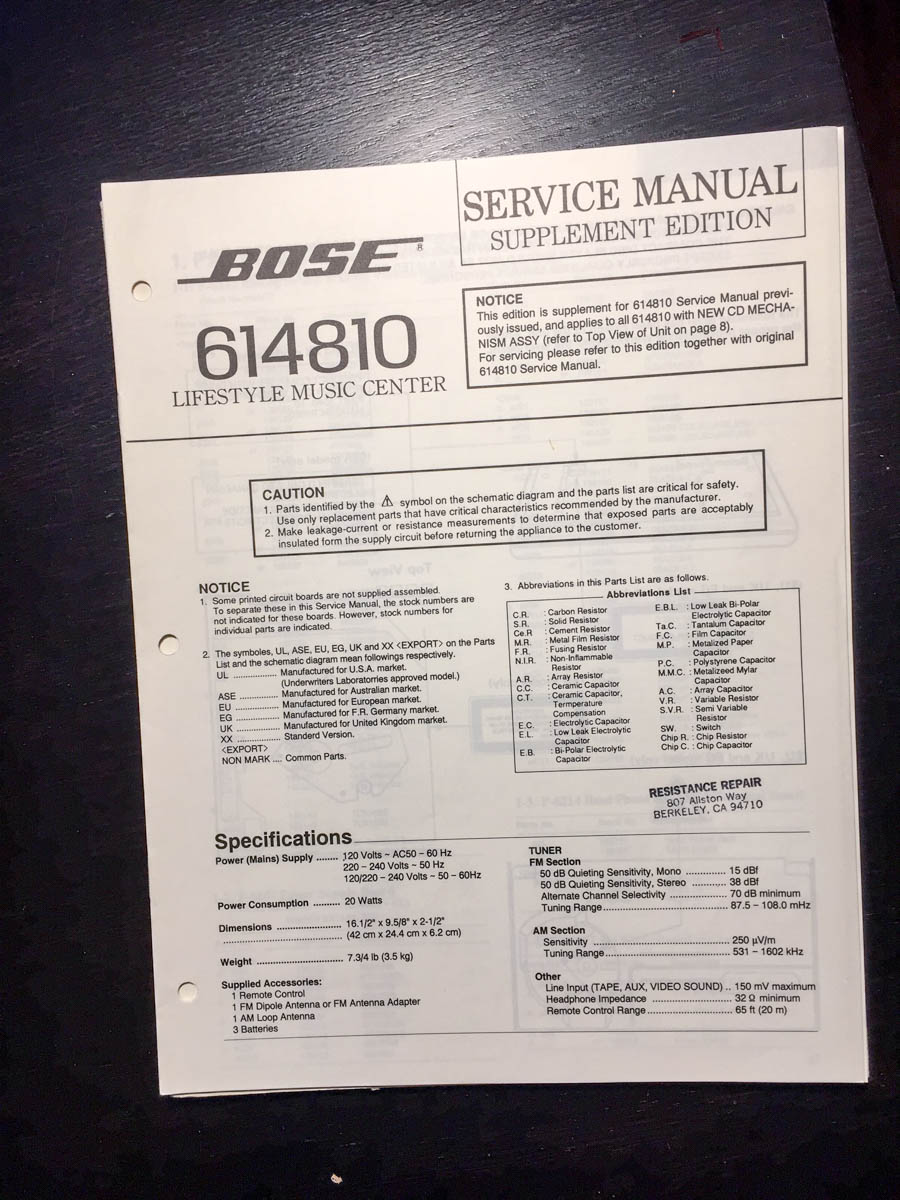 SERVICE MANUAL
SUPPLEMENT EDITION
BOSE®
614810
LIFESTYLE MUSIC CENTER
NOTICE
This edition is supplement for 614810 Service Manual previ-
ously issued, and applies to all 614810 with NEW CD MECHA-
NISM ASSY (refer to Top View of Unit on page 8).
For servicing please refer to this edition together with original
614810 Service Manual.
CAUTION
1. Parts identified by the ⚠ symbol on the schematic diagram and the parts list are critical for safety.
Use only replacement parts that have critical characteristics recommended by the manufacturer.
2. Make leakage-current or resistance measurements to determine that exposed parts are acceptably
insulated form the supply circuit before returning the appliance to the customer.
NOTICE
1. Some printed circuit boards are not supplied assembled.
To separate these in this Service Manual, the stock numbers are
not indicated for these boards. However, stock numbers for
individual parts are indicated.
2. The symboles, UL, ASE, EU, EG, UK and XX <EXPORT> on the Parts
List and the schematic diagram mean followings respectively.
UL ................ Manufactured for U.S.A. market.
(Underwriters Laboratorries approved model.)
ASE .............. Manufactured for Australian market.
EU ................ Manufactured for European market.
EG ................ Manufactured for F.R. Germany market.
UK ................ Manufactured for United Kingdom market.
XX ................ Standerd Version.
<EXPORT>
NON MARK .... Common Parts.
3. Abbreviations in this Parts List are as follows.
Abbreviations List
C.R. : Carbon Resistor
S.R. : Solid Resistor
Ce.R : Cement Resistor
M.R. : Metal Film Resistor
F.R. : Fusing Resistor
N.I.R. : Non-Inflammable
Resistor
A.R. : Array Resistor
C.C. : Ceramic Capacitor
C.T. : Ceramic Capacitor,
Termperature
Compensation
E.C. : Electrolytic Capacitor
E.L. : Low Leak Electrolytic
Capacitor
E.B. : Bi-Polar Electrolytic
Capacitor
E.B.L. : Low Leak Bi-Polar
Electrolytic Capacitor
Ta.C. : Tantalum Capacitor
F.C. : Film Capacitor
M.P. : Metalized Paper
Capacitor
P.C. : Polystyrene Capacitor
M.M.C. : Metalizeed Mylar
Capacitor
A.C. : Array Capacitor
V.R. : Variable Resistor
S.V.R. : Semi Variable
Resistor
SW. : Switch
Chip R. : Chip Resistor
Chip C. : Chip Capacitor
RESISTANCE REPAIR
807 Allston Way
BERKELEY, CA 94710
Specifications
Power (Mains) Supply ........ 120 Volts ~ AC50 – 60 Hz
220 – 240 Volts ~ 50 Hz
120/220 – 240 Volts ~ 50 – 60Hz
Power Consumption .......... 20 Watts
Dimensions ........................ 16.1/2" x 9.5/8" x 2-1/2"
............................................ (42 cm x 24.4 cm x 6.2 cm)
Weight ................................ 7.3/4 lb (3.5 kg)
Supplied Accessories:
1 Remote Control
1 FM Dipole Antenna or FM Antenna Adapter
1 AM Loop Antenna
3 Batteries
TUNER
FM Section
50 dB Quieting Sensitivity, Mono .............. 15 dBf
50 dB Quieting Sensitivity, Stereo ............ 38 dBf
Alternate Channel Selectivity .................... 70 dB minimum
Tuning Range............................................ 87.5 – 108.0 mHz
AM Section
Sensitivity ................................................ 250 µV/m
Tuning Range............................................ 531 – 1602 kHz
Other
Line Input (TAPE, AUX, VIDEO SOUND) .. 150 mV maximum
Headphone Impedance ............................ 32 Ω minimum
Remote Control Range.............................. 65 ft (20 m)